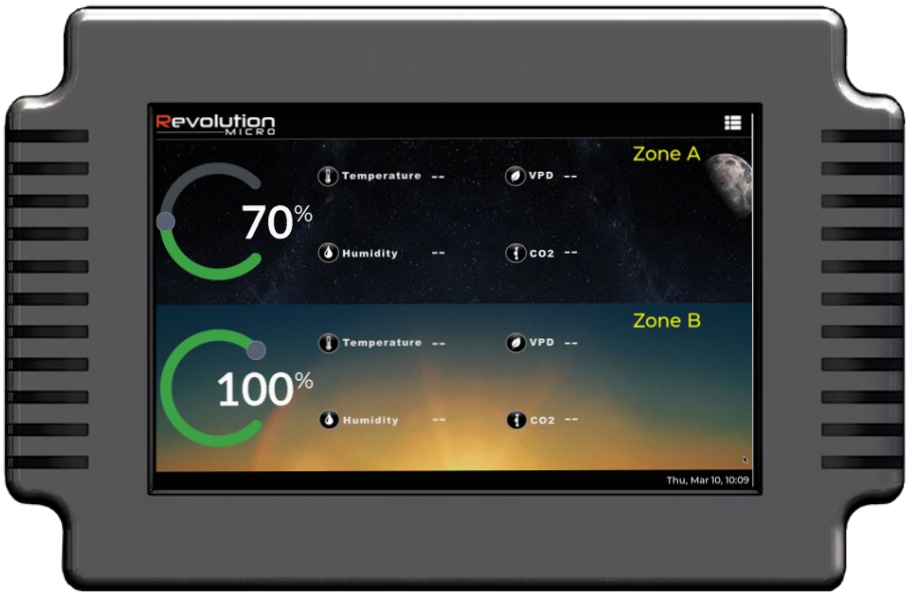 Revolution
MICRO
Zone A
70%
Temperature --
VPD --
Humidity --
CO2 --
Zone B
100%
Temperature --
VPD --
Humidity --
CO2 --
Thu, Mar 10, 10:09